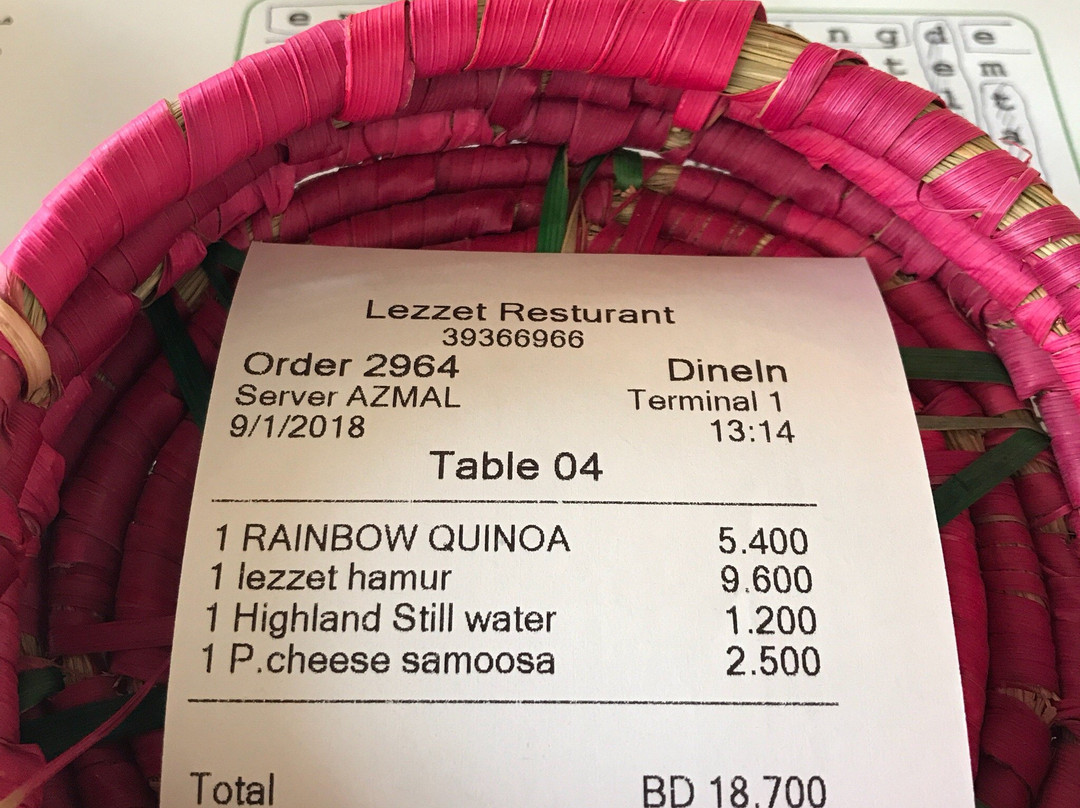 Lezzet Resturant
39366966
Order 2964 DineIn
Server AZMAL Terminal 1
9/1/2018 13:14
Table 04
1 RAINBOW QUINOA 5.400
1 lezzet hamur 9.600
1 Highland Still water 1.200
1 P.cheese samoosa 2.500
Total BD 18.700